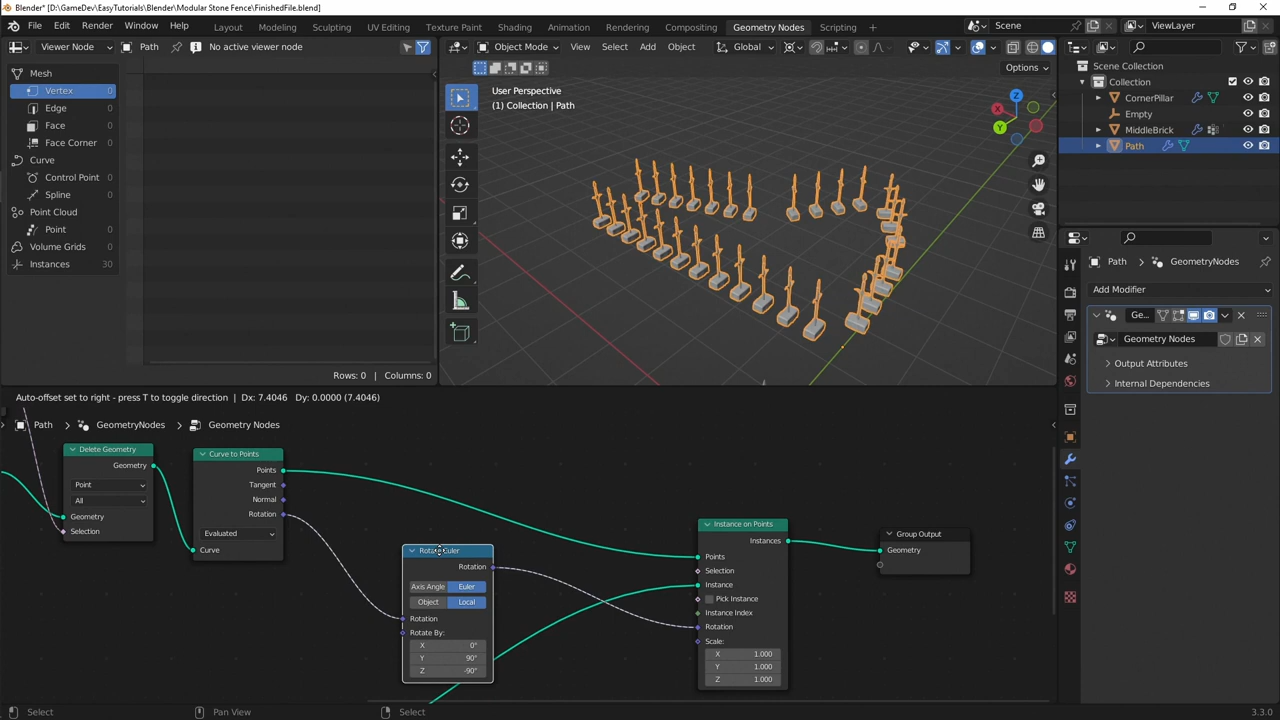 Blender* [D:\GameDev\EasyTutorials\Modular Stone Fence\FinishedFile.blend]
File Edit Render Window Help Layout Modeling Sculpting UV Editing Texture Paint Shading Animation Rendering Compositing Geometry Nodes Scripting Scene ViewLayer
Viewer Node Path No active viewer node
Object Mode View Select Add Object Global
Options
Mesh
Vertex 0
Edge 0
Face 0
Face Corner 0
Curve
Control Point 0
Spline 0
Point Cloud
Point 0
Volume Grids 0
Instances 30
Rows: 0 | Columns: 0
User Perspective
(1) Collection | Path
X
Y
Z
Scene Collection
Collection
CornerPillar
Empty
MiddleBrick
Path
Path GeometryNodes
Add Modifier
Ge...
Geometry Nodes
Output Attributes
Internal Dependencies
Auto-offset set to right - press T to toggle direction | Dx: 7.4046 Dy: 0.0000 (7.4046)
Path GeometryNodes Geometry Nodes
Delete Geometry
Geometry
Point
All
Geometry
Selection
Curve to Points
Points
Tangent
Normal
Rotation
Evaluated
Curve
Rotate Euler
Rotation
Axis Angle Euler
Object Local
Rotation
Rotate By:
X 0°
Y 90°
Z -90°
Instance on Points
Instances
Points
Selection
Instance
Pick Instance
Instance Index
Rotation
Scale:
X 1.000
Y 1.000
Z 1.000
Group Output
Geometry
Select Pan View Select 3.3.0